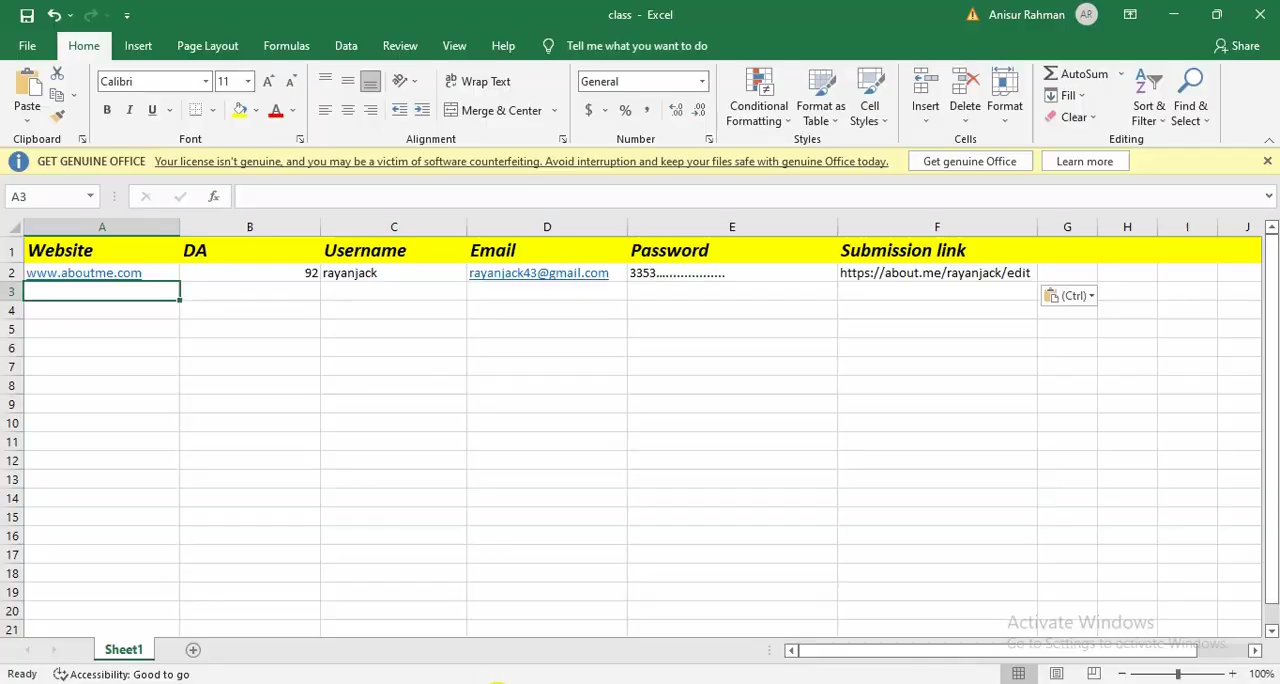 class - Excel
Anisur Rahman AR
File Home Insert Page Layout Formulas Data Review View Help Tell me what you want to do Share
Paste
Clipboard
Calibri 11
B I U
Font
Wrap Text
Merge & Center
Alignment
General
$ % ,
Number
Conditional Formatting
Format as Table
Cell Styles
Styles
Insert Delete Format
Cells
AutoSum
Fill
Clear
Sort & Filter
Find & Select
Editing
GET GENUINE OFFICE Your license isn't genuine, and you may be a victim of software counterfeiting. Avoid interruption and keep your files safe with genuine Office today. Get genuine Office Learn more
A3 fx
A B C D E F G H I J
1 Website DA Username Email Password Submission link
2 www.aboutme.com 92 rayanjack rayanjack43@gmail.com 3353.................. https://about.me/rayanjack/edit
3 (Ctrl)
4
5
6
7
8
9
10
11
12
13
14
15
16
17
18
19
20
21
Activate Windows
Go to Settings to activate Windows.
Sheet1
Ready Accessibility: Good to go 100%